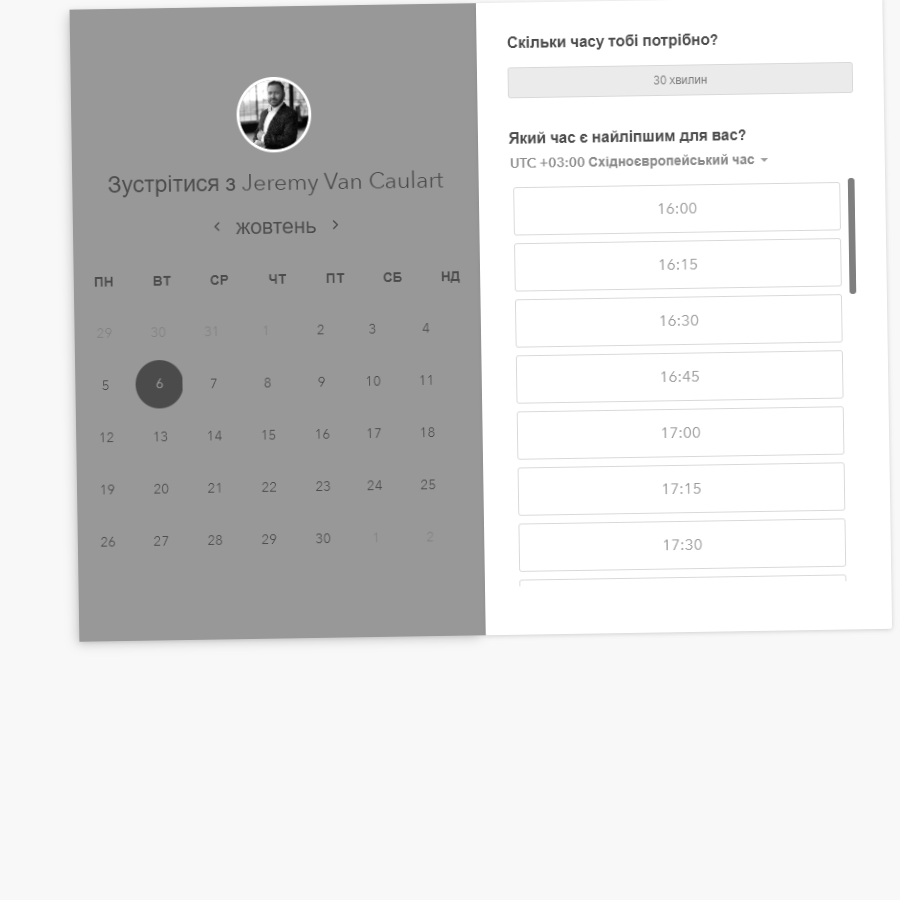 Зустрітися з Jeremy Van Caulart
жовтень
ПН ВТ СР ЧТ ПТ СБ НД
29 30 31 1 2 3 4
5 6 7 8 9 10 11
12 13 14 15 16 17 18
19 20 21 22 23 24 25
26 27 28 29 30 1 2
Скільки часу тобі потрібно?
30 хвилин
Який час є найліпшим для вас?
UTC +03:00 Східноєвропейський час
16:00
16:15
16:30
16:45
17:00
17:15
17:30